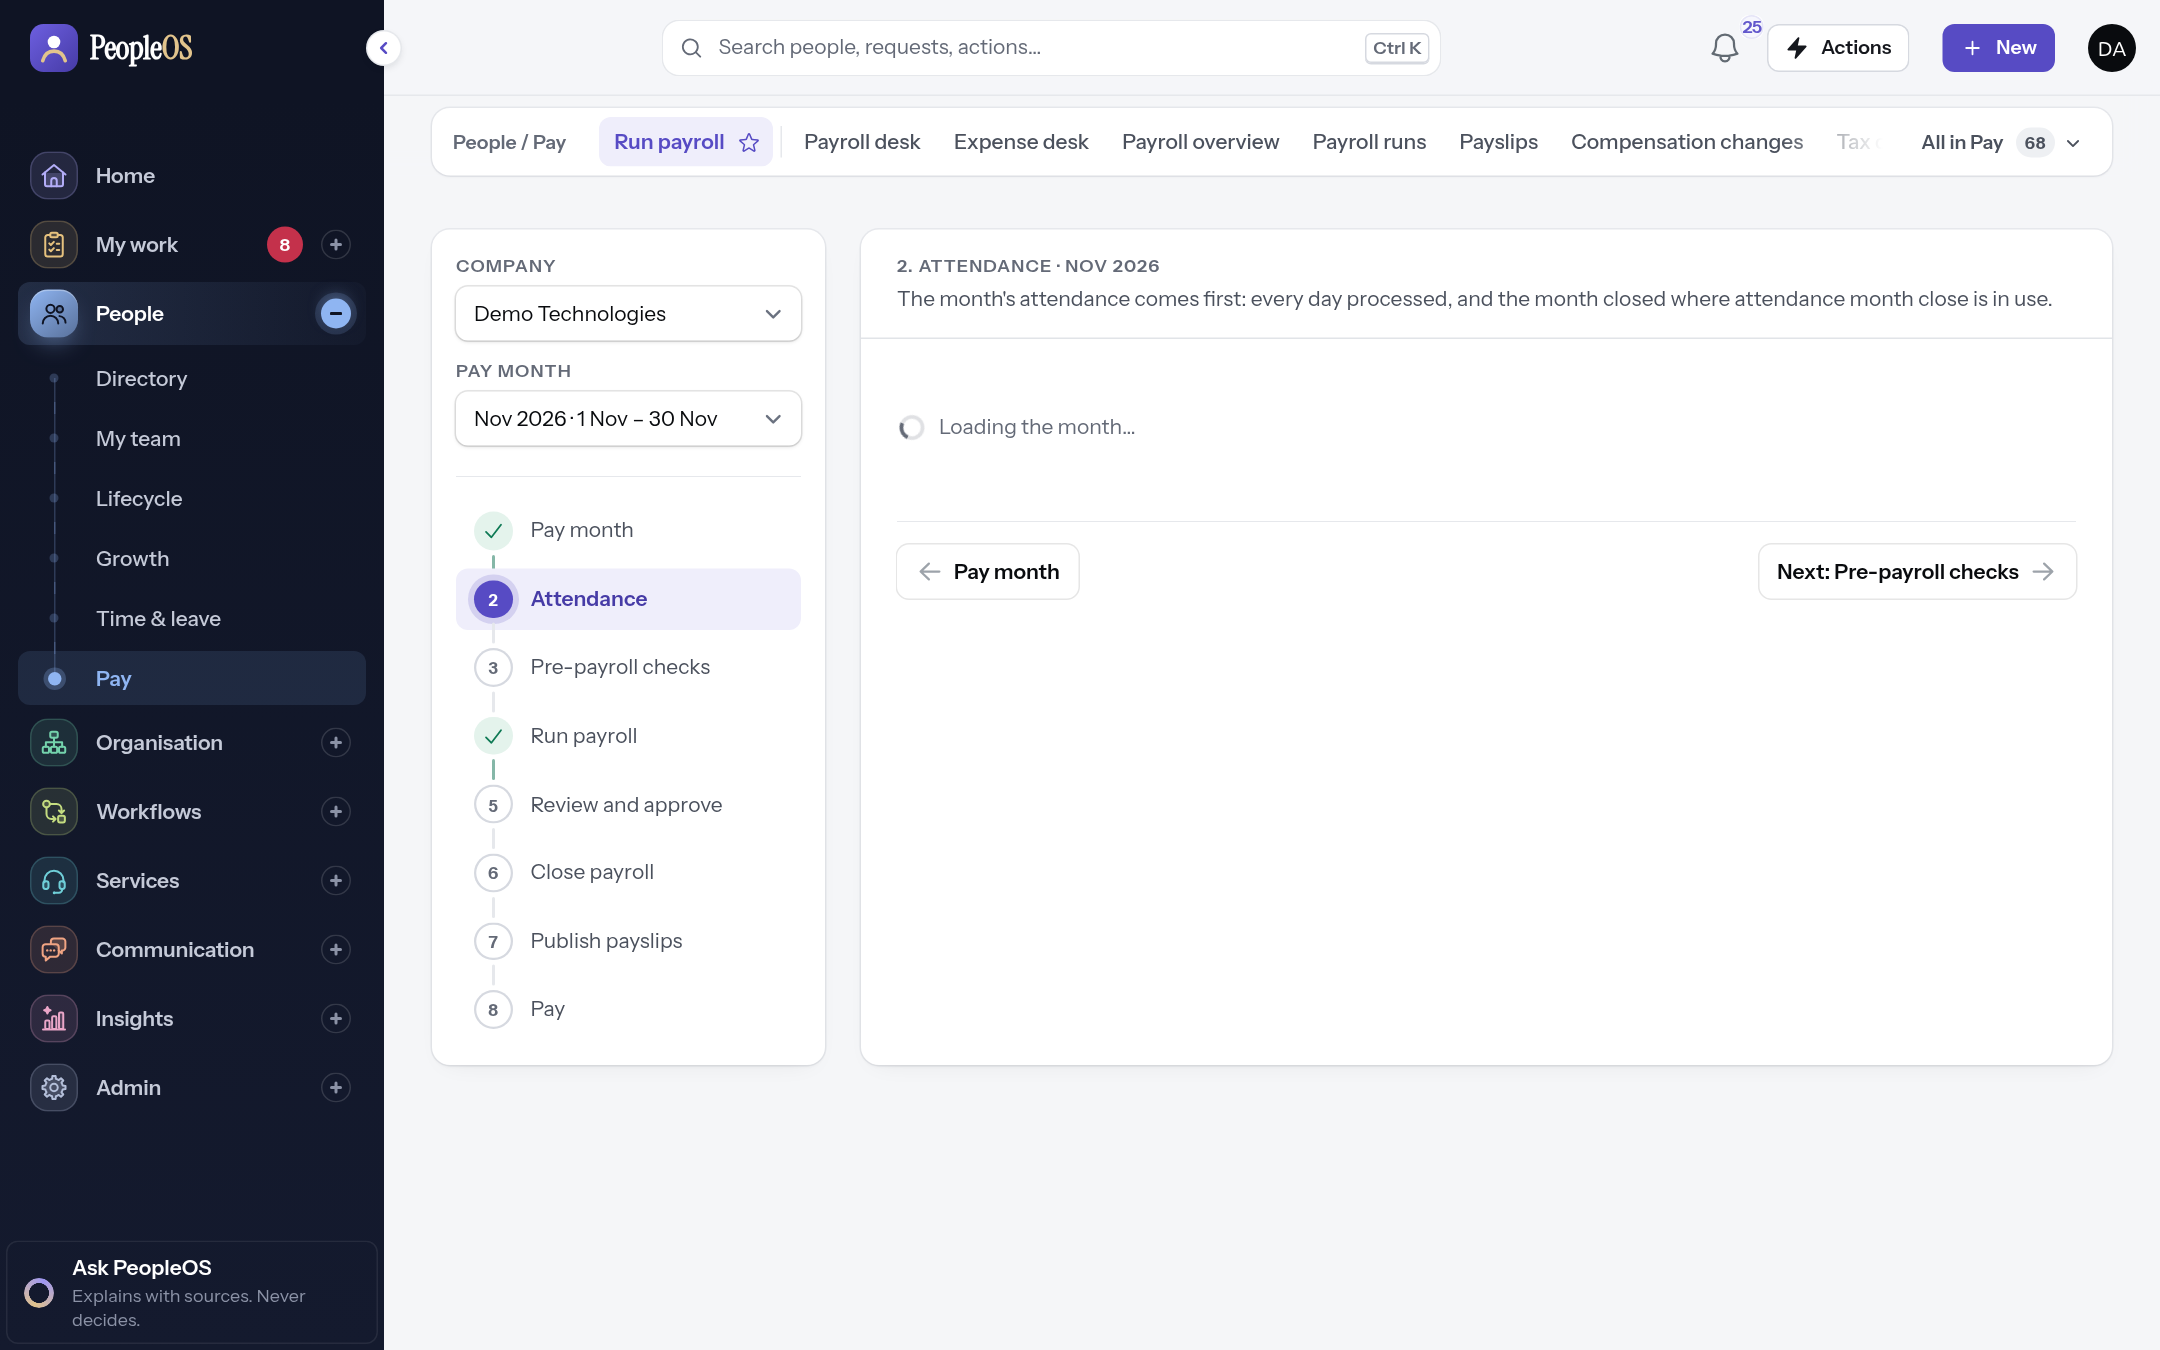 PeopleOS
Search people, requests, actions...
Ctrl K
25
Actions
New
DA
Home
My work
8
People
Directory
My team
Lifecycle
Growth
Time & leave
Pay
Organisation
Workflows
Services
Communication
Insights
Admin
Ask PeopleOS
Explains with sources. Never
decides.
People / Pay
Run payroll
Payroll desk
Expense desk
Payroll overview
Payroll runs
Payslips
Compensation changes
Tax
All in Pay
68
COMPANY
Demo Technologies
PAY MONTH
Nov 2026 · 1 Nov – 30 Nov
Pay month
2 Attendance
3 Pre-payroll checks
Run payroll
5 Review and approve
6 Close payroll
7 Publish payslips
8 Pay
2. ATTENDANCE · NOV 2026
The month's attendance comes first: every day processed, and the month closed where attendance month close is in use.
Loading the month...
Pay month
Next: Pre-payroll checks